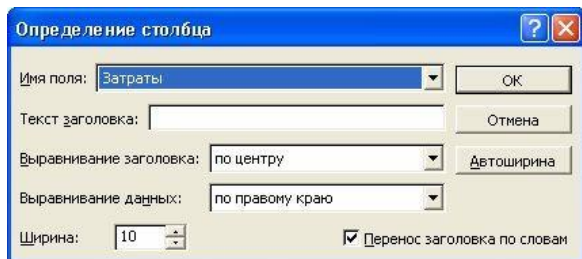 Определение столбца
Имя поля: Затраты ОК
Текст заголовка: Отмена
Выравнивание заголовка: по центру Автоширина
Выравнивание данных: по правому краю
Ширина: 10 Перенос заголовка по словам